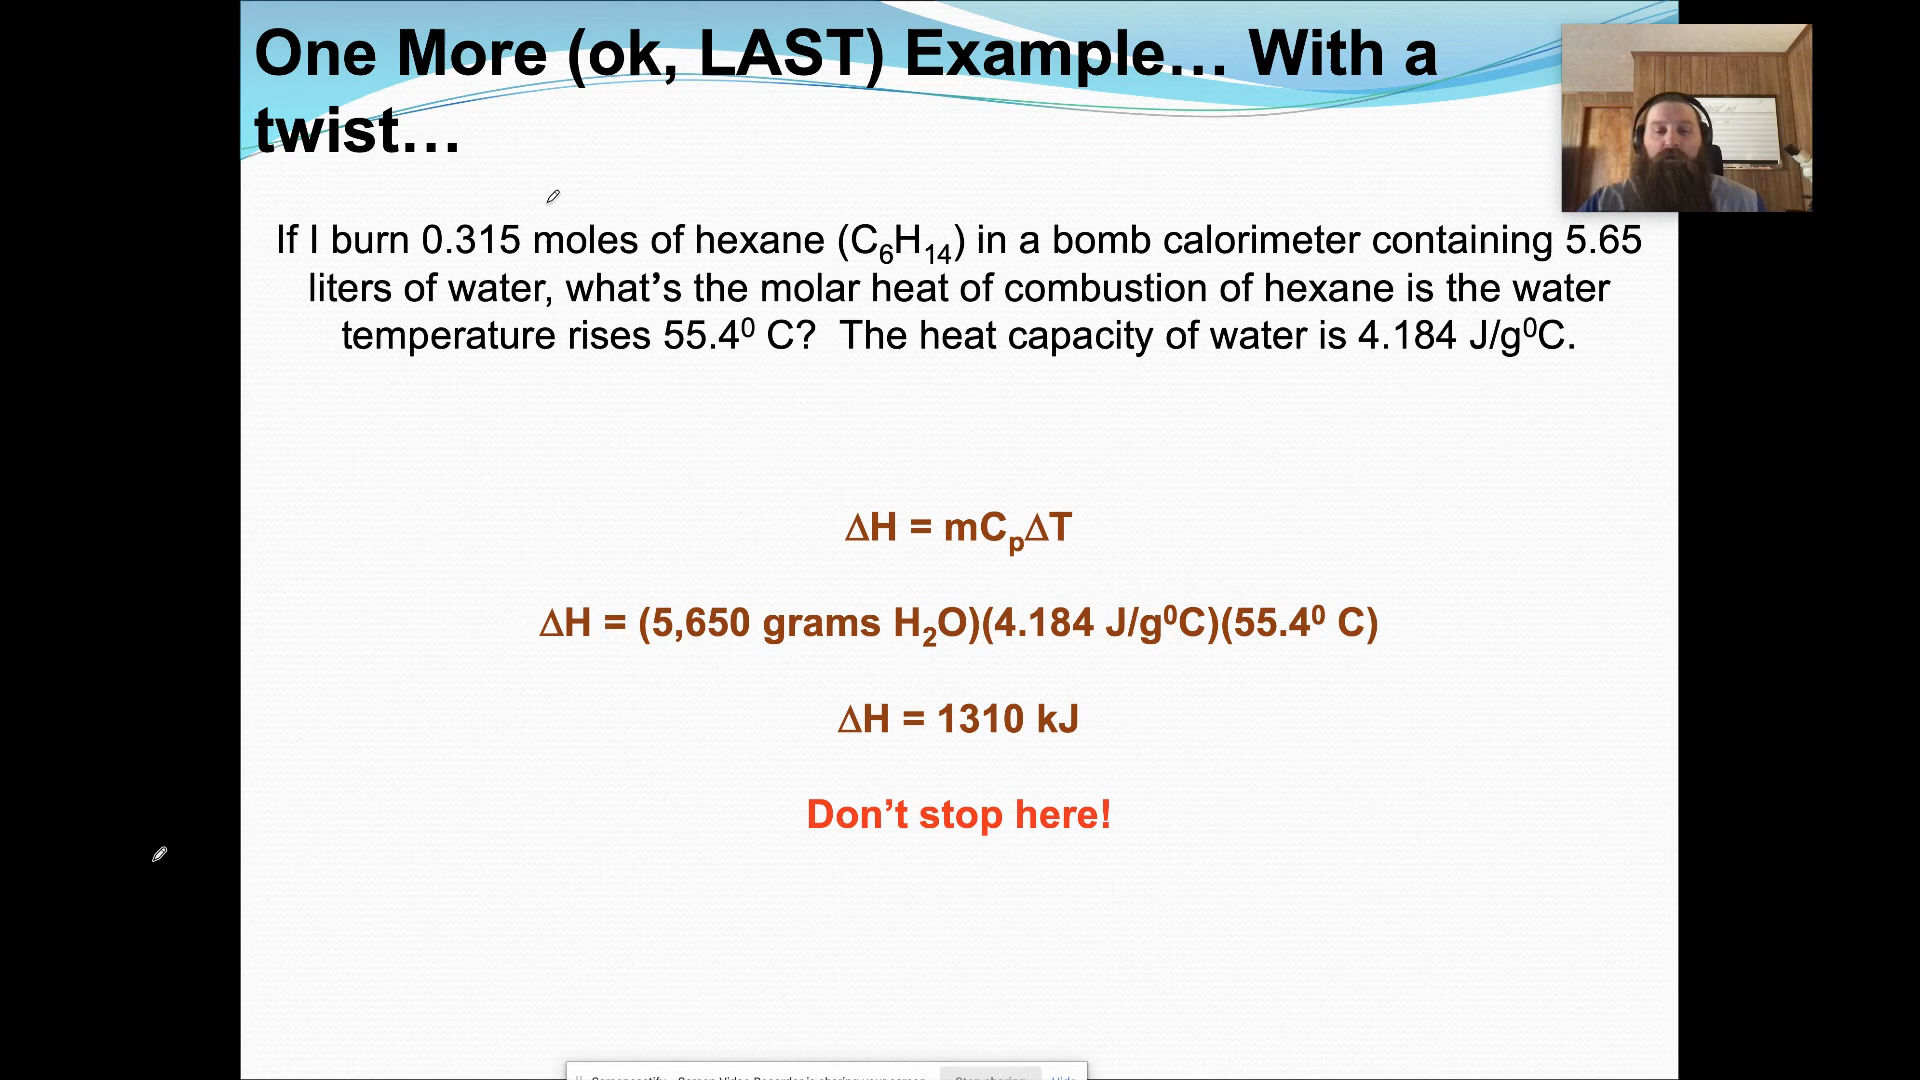 One More (ok, LAST) Example… With a
twist…
If I burn 0.315 moles of hexane (C₆H₁₄) in a bomb calorimeter containing 5.65
liters of water, what’s the molar heat of combustion of hexane is the water
temperature rises 55.4⁰ C?  The heat capacity of water is 4.184 J/g⁰C.
ΔH = mCₚΔT
ΔH = (5,650 grams H₂O)(4.184 J/g⁰C)(55.4⁰ C)
ΔH = 1310 kJ
Don’t stop here!